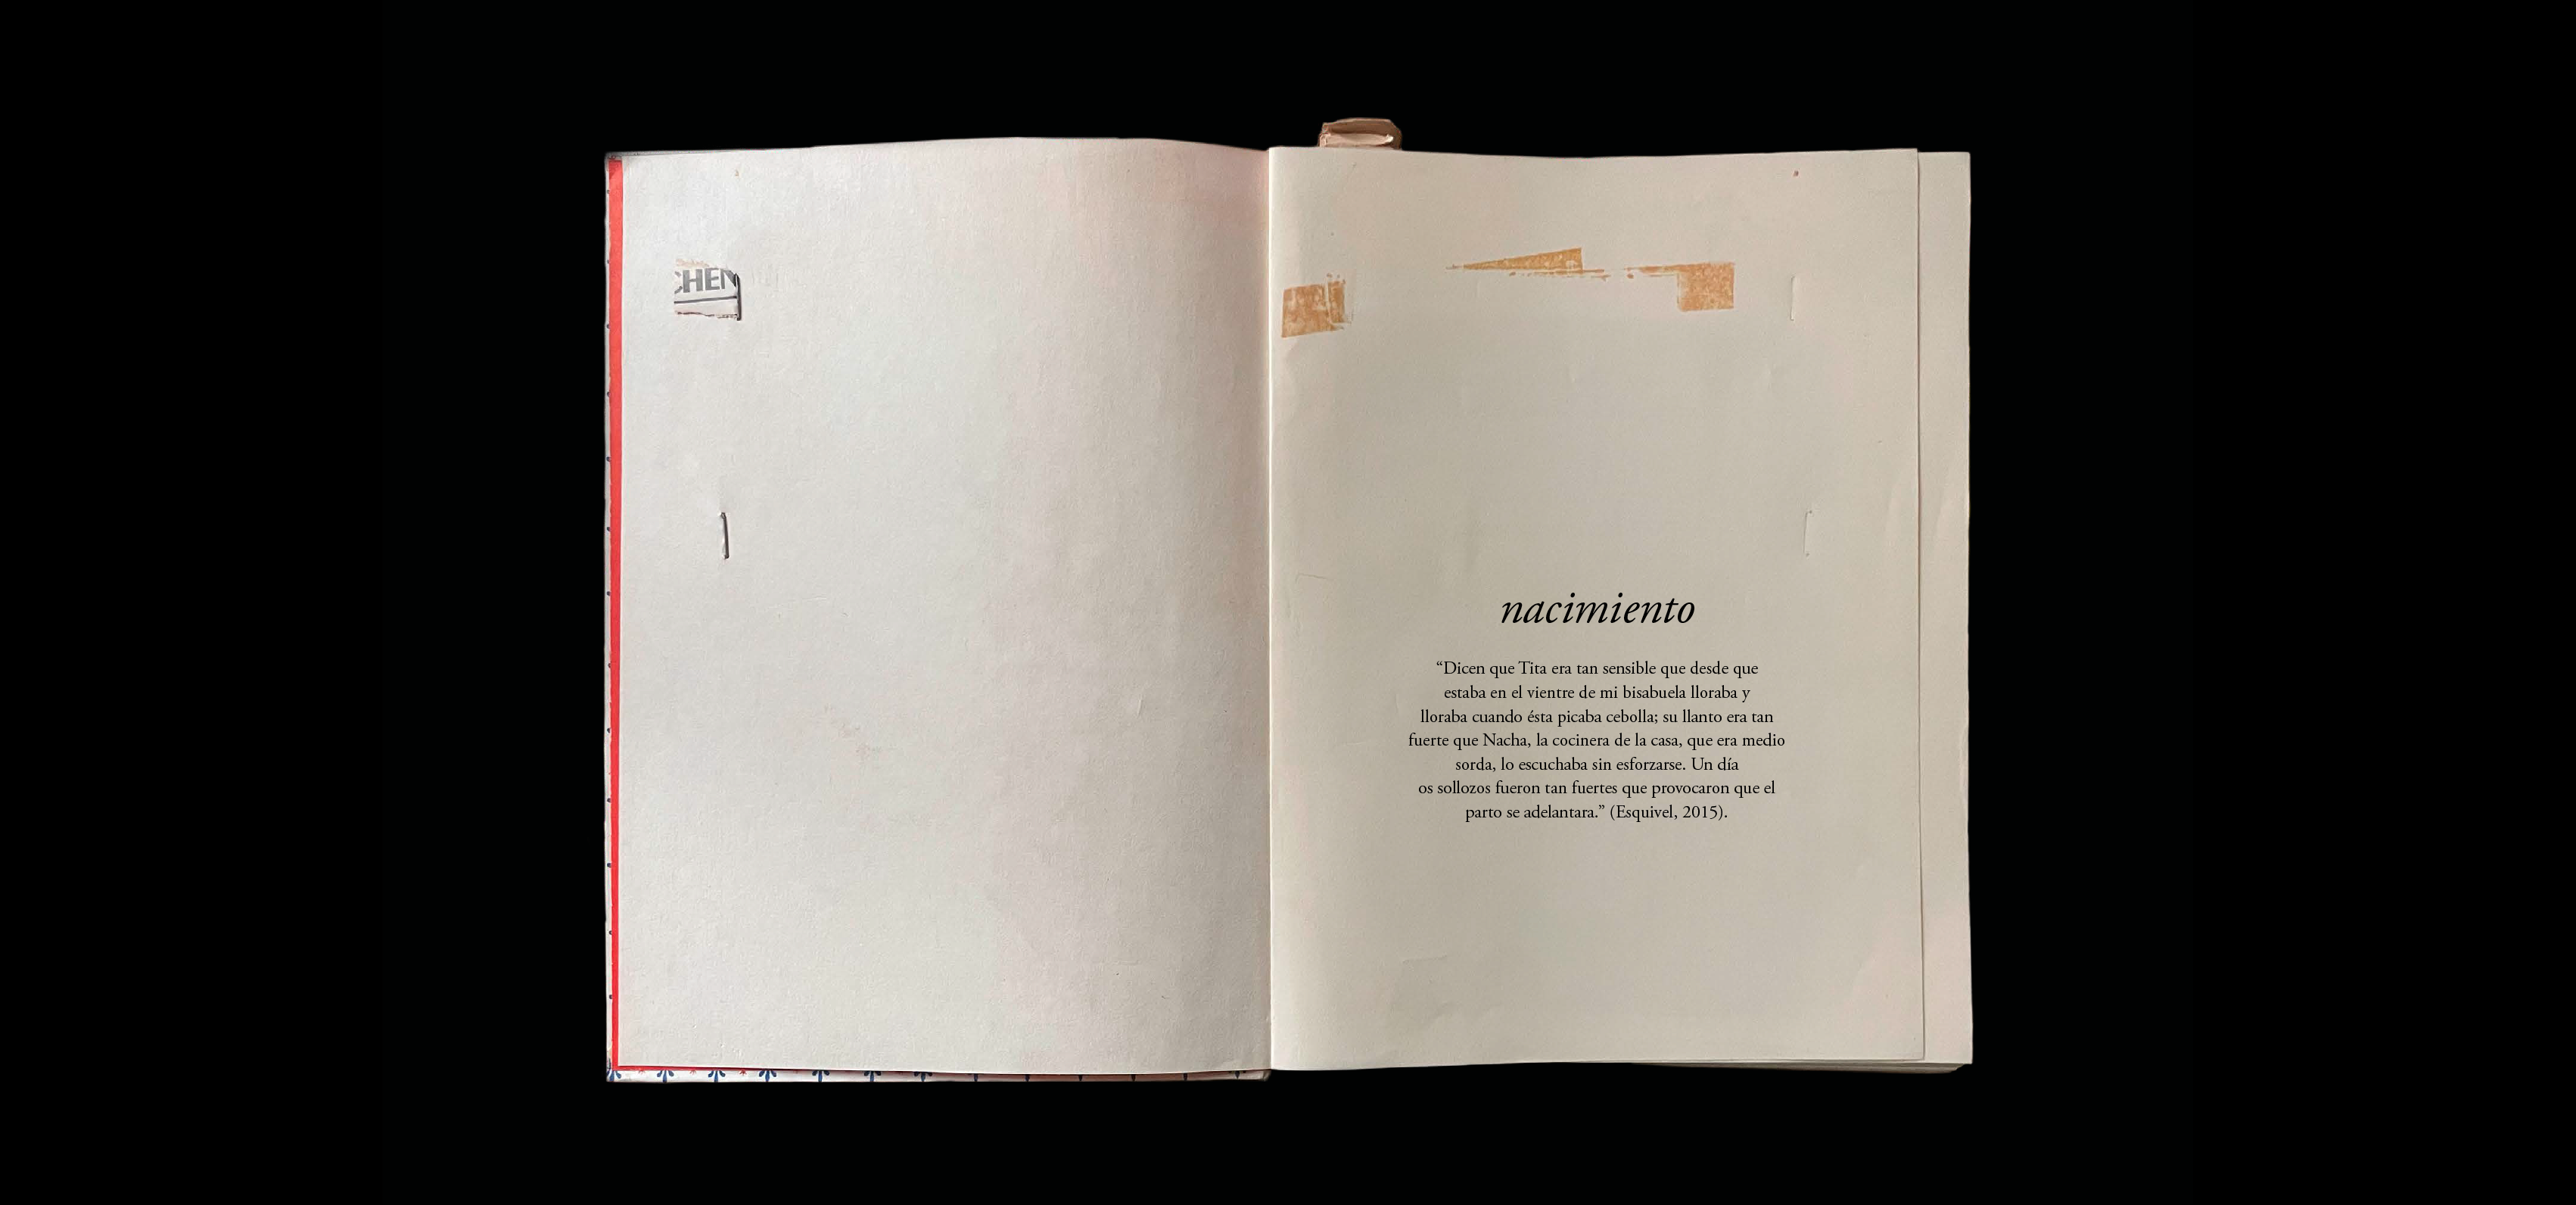 CHEN
nacimiento
“Dicen que Tita era tan sensible que desde que
estaba en el vientre de mi bisabuela lloraba y
lloraba cuando ésta picaba cebolla; su llanto era tan
fuerte que Nacha, la cocinera de la casa, que era medio
sorda, lo escuchaba sin esforzarse. Un día
os sollozos fueron tan fuertes que provocaron que el
parto se adelantara.” (Esquivel, 2015).